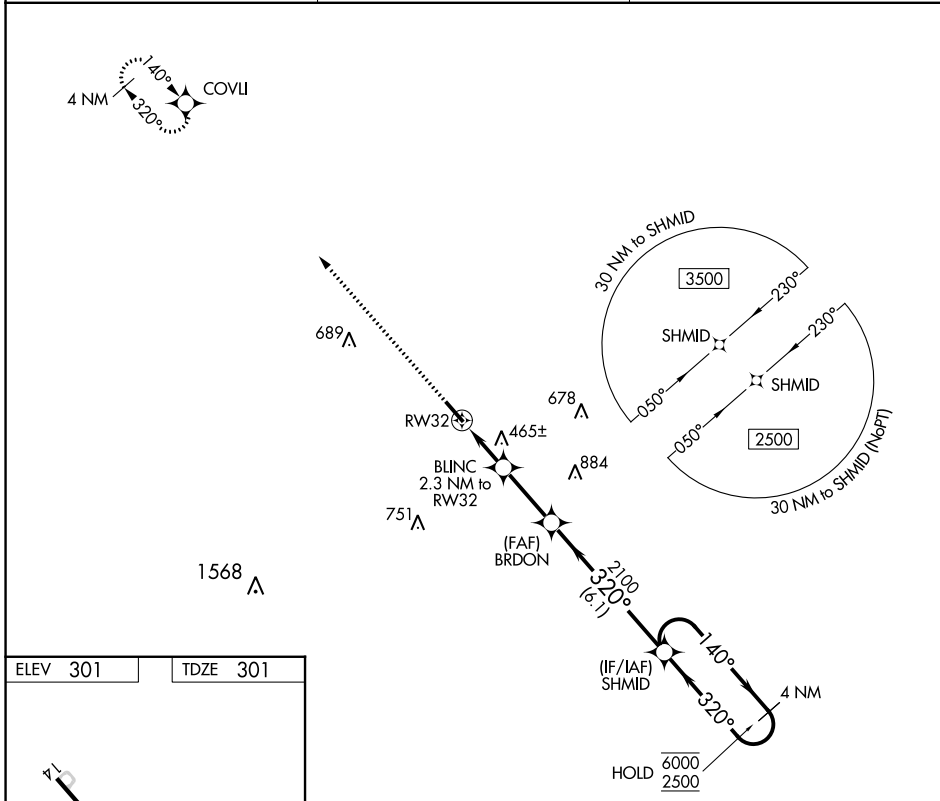 140°
COVLI
4 NM
320°
30 NM to SHMID
3500
230°
SHMID
050°
230°
SHMID
050°
2500
30 NM to SHMID (NoPT)
689
678
RW32
465±
BLINC
2.3 NM to
RW32
884
751
(FAF)
BRDON
1568
2100
320°
(6.1)
ELEV 301
TDZE 301
(IF/IAF)
SHMID
140°
320°
4 NM
HOLD
6000
2500
14